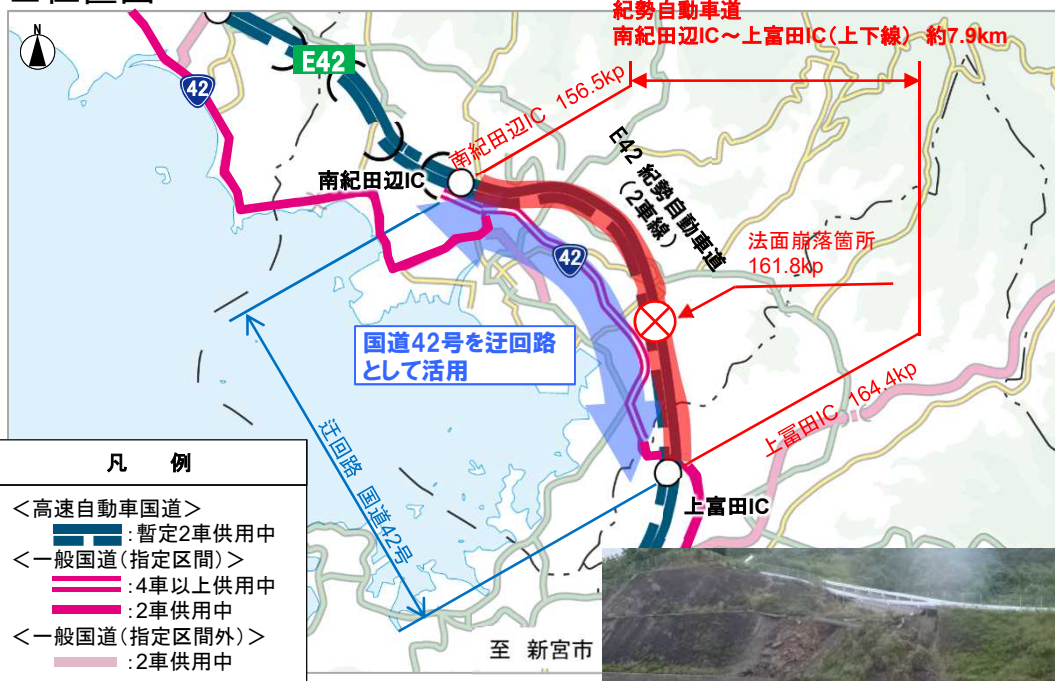 紀勢自動車道
南紀田辺IC～上富田IC(上下線) 約7.9km
N
E42
42
南紀田辺IC 156.5kp
南紀田辺IC
E42 紀勢自動車道
(2車線)
法面崩落箇所
161.8kp
42
国道42号を迂回路
として活用
上富田IC 164.4kp
迂回路 国道42号
上富田IC
至 新宮市
凡 例
＜高速自動車国道＞
：暫定2車供用中
＜一般国道(指定区間)＞
：4車以上供用中
：2車供用中
＜一般国道(指定区間外)＞
：2車供用中